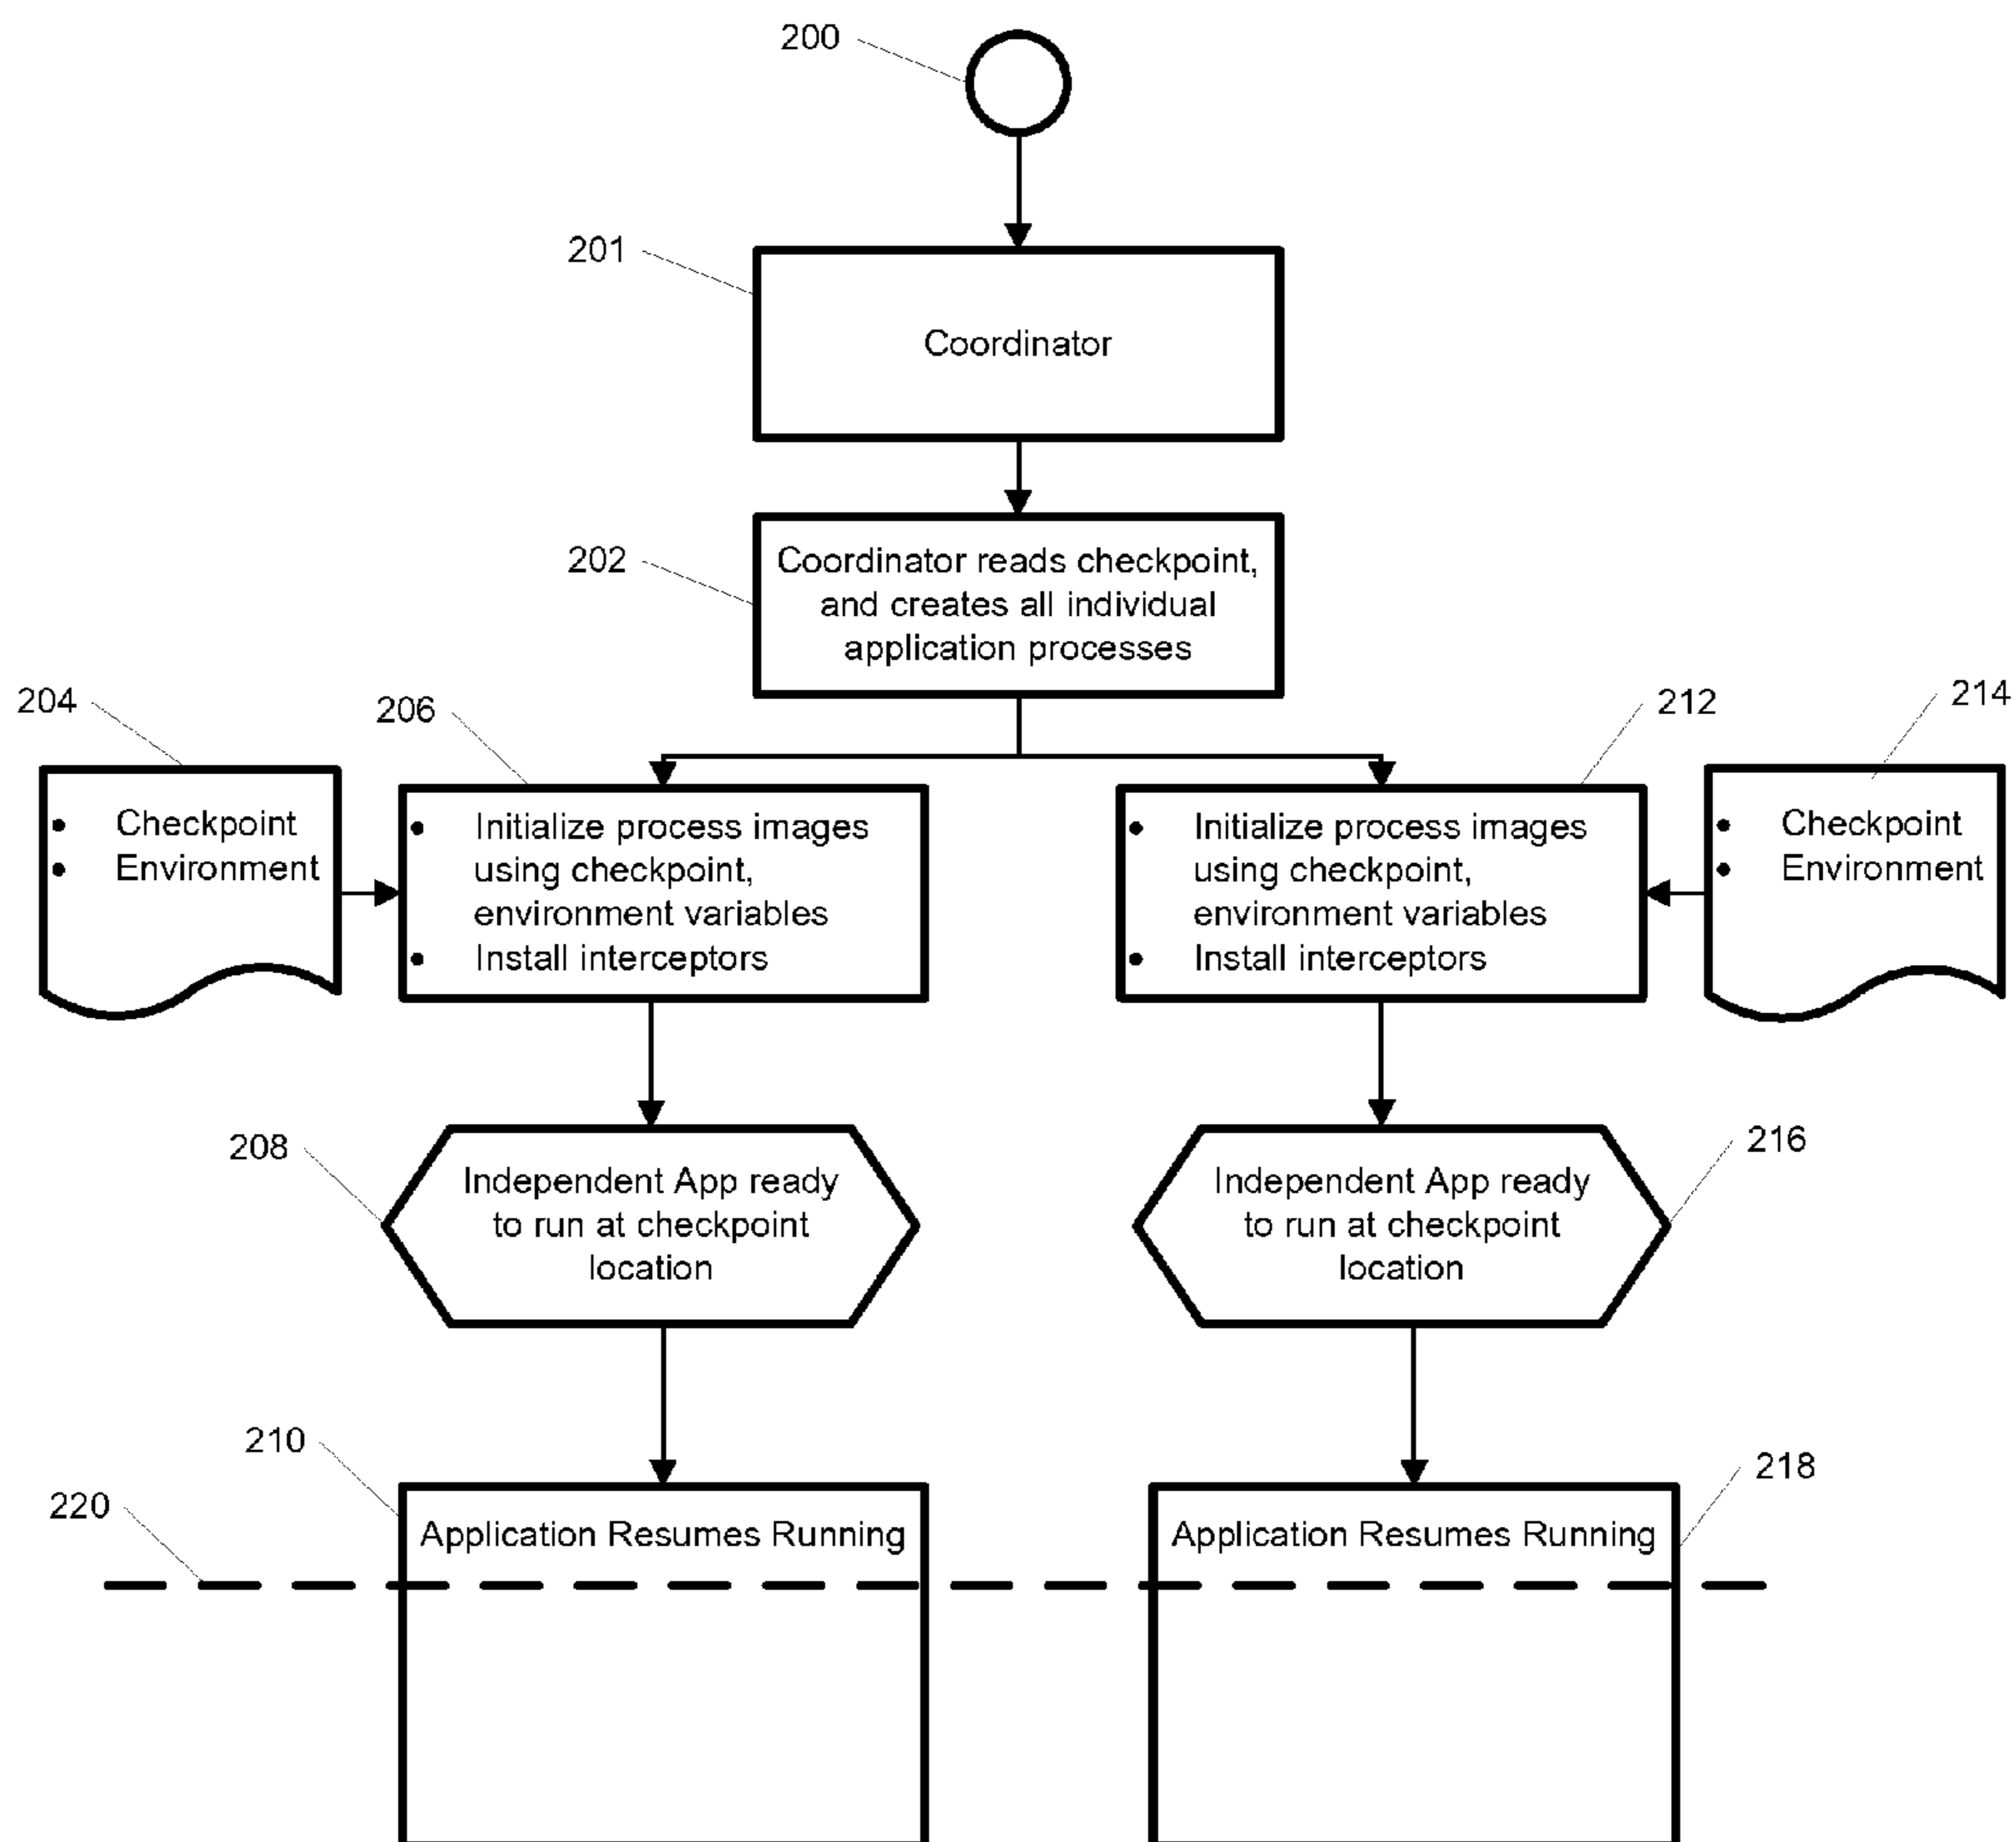 200
201
Coordinator
202
Coordinator reads checkpoint,
and creates all individual
application processes
204
206
212
214
• Checkpoint
• Environment
• Initialize process images
using checkpoint,
environment variables
• Install interceptors
• Initialize process images
using checkpoint,
environment variables
• Install interceptors
• Checkpoint
• Environment
208
Independent App ready
to run at checkpoint
location
Independent App ready
to run at checkpoint
location
216
210
Application Resumes Running
Application Resumes Running
218
220